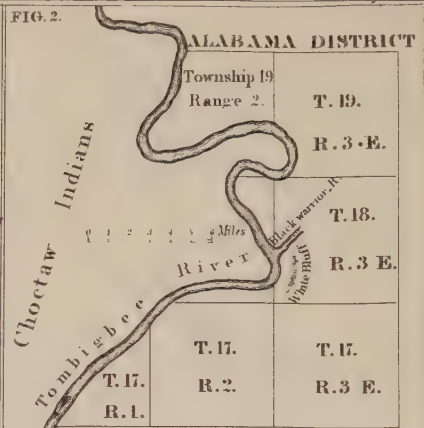 FIG. 2.
ALABAMA DISTRICT
Township 19
Range 2.
T. 19.
R. 3 E.
Choctaw Indians
Miles
Black warrior R.
T. 18.
R. 3 E.
White Bluff
Tombigbee River
T. 17.
R. 1.
T. 17.
R. 2.
T. 17.
R. 3 E.